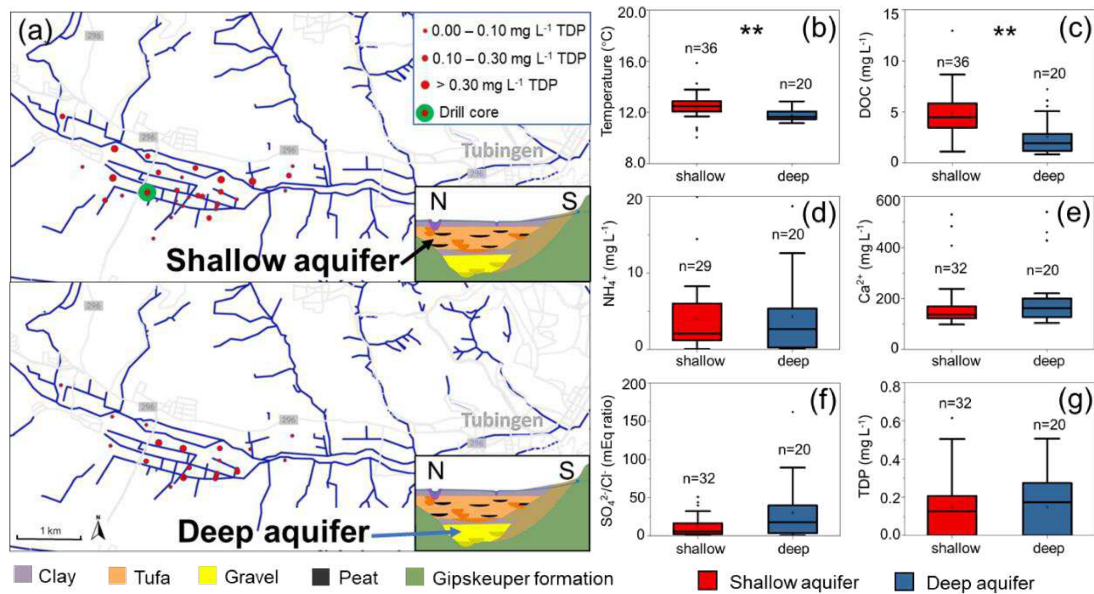 (a)
296
0.00 – 0.10 mg L⁻¹ TDP
0.10 – 0.30 mg L⁻¹ TDP
> 0.30 mg L⁻¹ TDP
Drill core
296
296
Tubingen
N S
Shallow aquifer
296
296
296
Tubingen
N S
Deep aquifer
1 km
N
Clay Tufa Gravel Peat Gipskeuper formation
(b)
Temperature (°C)
20.0
16.0
12.0
8.0
n=36
**
n=20
shallow deep
(c)
DOC (mg L⁻¹)
15
10
5
0
n=36
**
n=20
shallow deep
(d)
NH₄⁺ (mg L⁻¹)
20
10
0
n=29
n=20
shallow deep
(e)
Ca²⁺ (mg L⁻¹)
600
400
200
0
n=32
n=20
shallow deep
(f)
SO₄²⁻/Cl⁻ (mEq ratio)
200
150
100
50
0
n=32
n=20
shallow deep
(g)
TDP (mg L⁻¹)
0.8
0.6
0.4
0.2
0.0
n=32
n=20
shallow deep
Shallow aquifer Deep aquifer